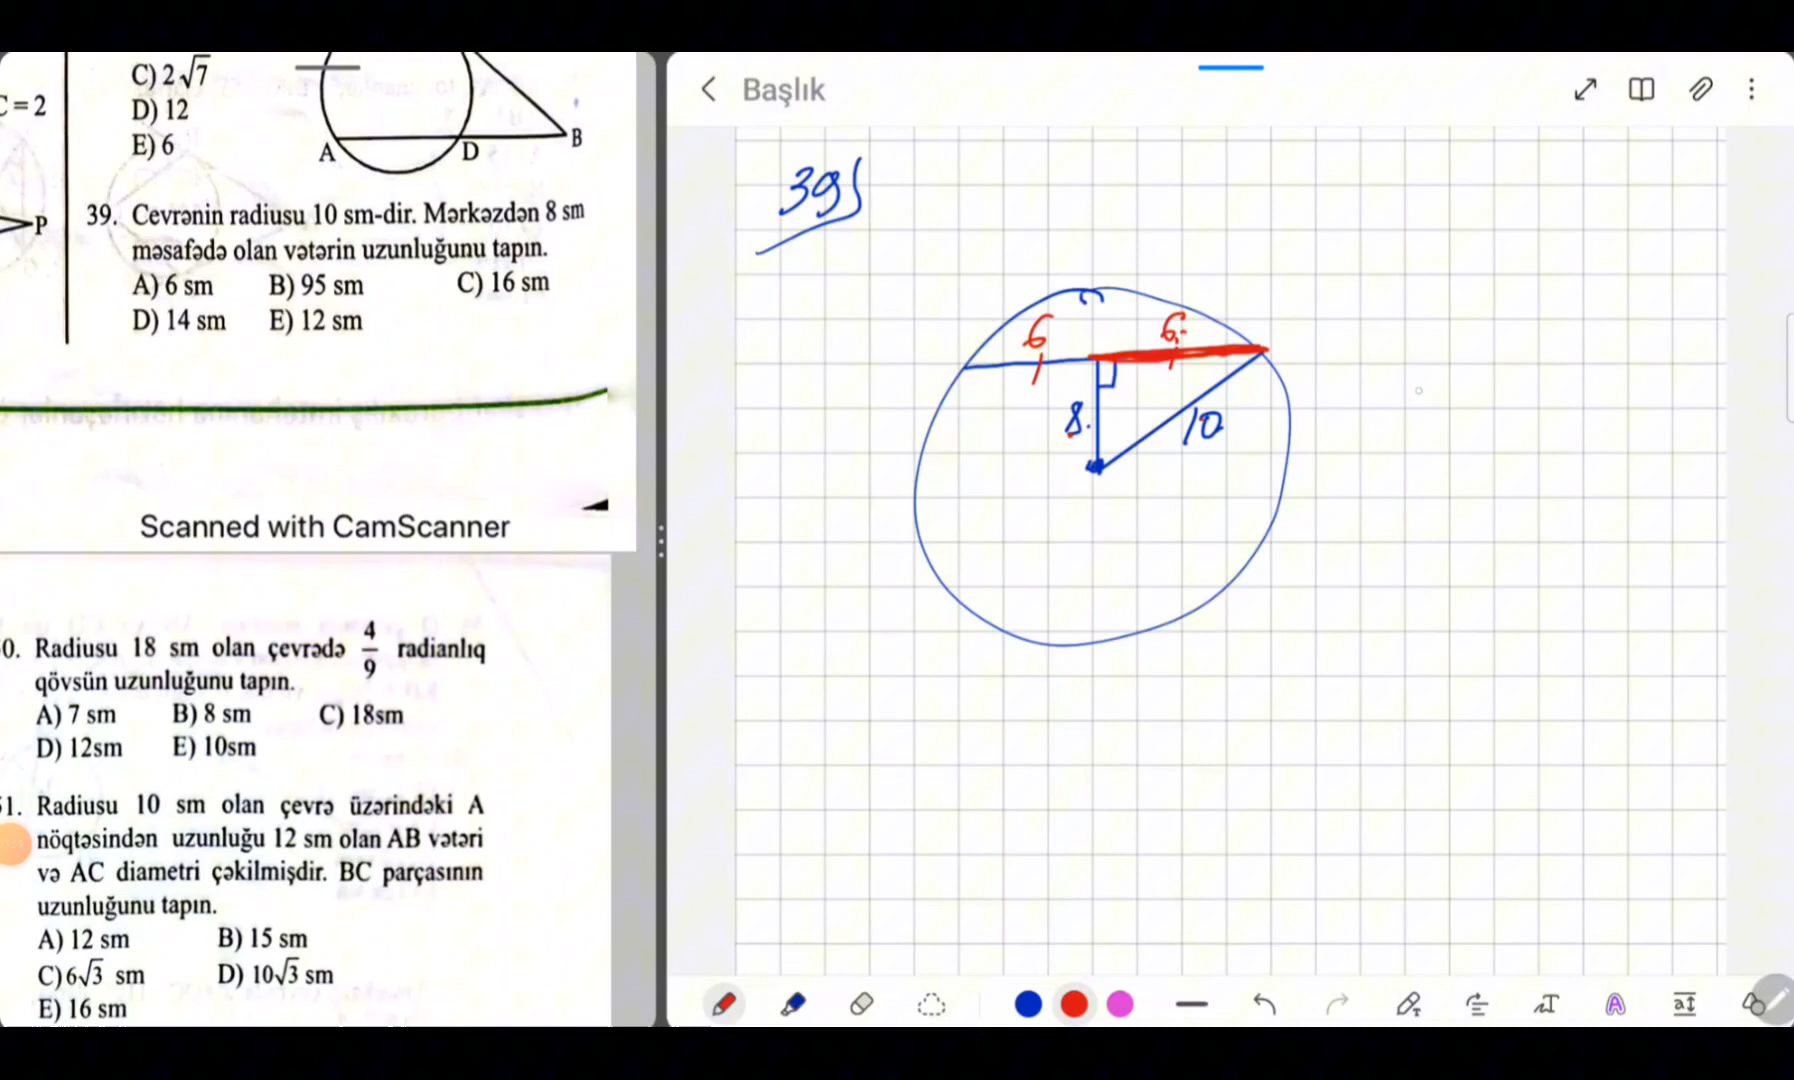 C) 2√7
C = 2
D) 12
E) 6
A
D
B
P
39. Cevrənin radiusu 10 sm-dir. Mərkəzdən 8 sm
məsafədə olan vətərin uzunluğunu tapın.
A) 6 sm B) 95 sm C) 16 sm
D) 14 sm E) 12 sm
Scanned with CamScanner
0. Radiusu 18 sm olan çevrədə 4/9 radianlıq
qövsün uzunluğunu tapın.
A) 7 sm B) 8 sm C) 18sm
D) 12sm E) 10sm
51. Radiusu 10 sm olan çevrə üzərindəki A
nöqtəsindən uzunluğu 12 sm olan AB vətəri
və AC diametri çəkilmişdir. BC parçasının
uzunluğunu tapın.
A) 12 sm B) 15 sm
C) 6√3 sm D) 10√3 sm
E) 16 sm
Başlık
39
6 6
8 10